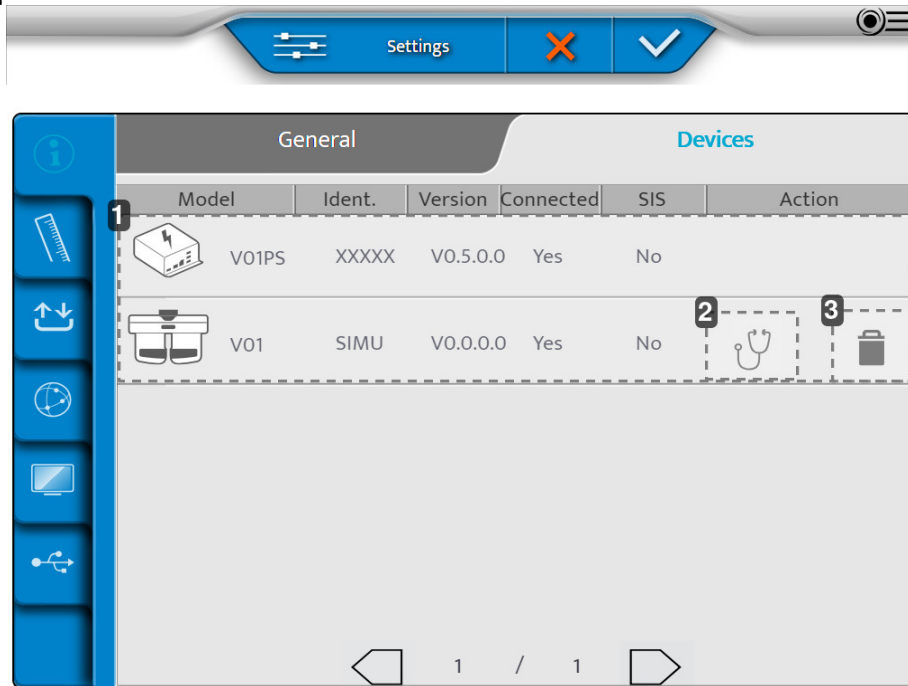 Settings
General Devices
Model Ident. Version Connected SIS Action
1
V01PS XXXXX V0.5.0.0 Yes No
2 3
V01 SIMU V0.0.0.0 Yes No
1 / 1